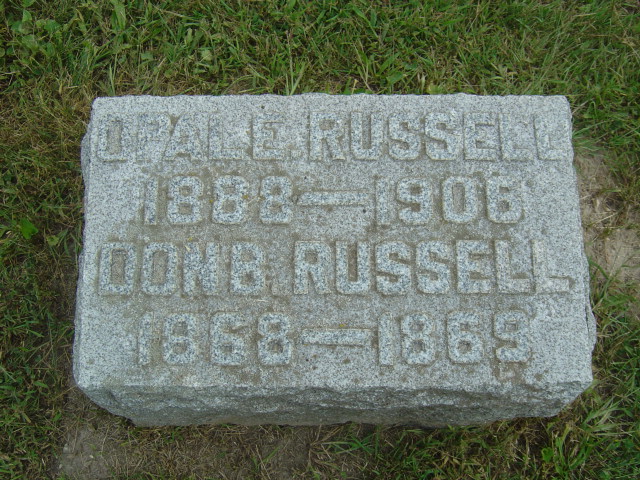 OPAL E. RUSSELL
1888—1906
DON B. RUSSELL
1868—1869